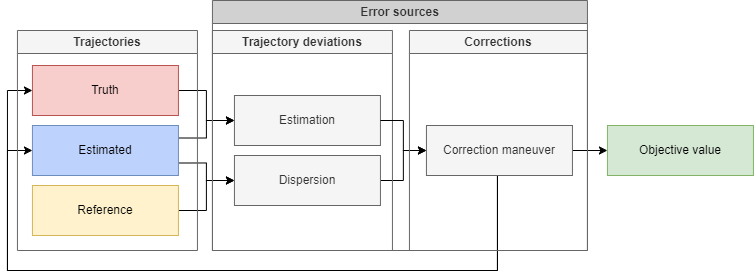 Error sources
Trajectories
Trajectory deviations
Corrections
Truth
Estimated
Reference
Estimation
Dispersion
Correction maneuver
Objective value